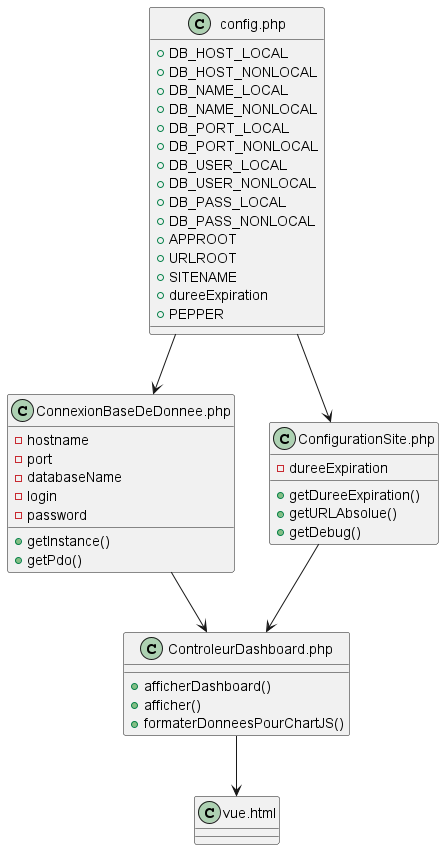 C config.php
DB_HOST_LOCAL
DB_HOST_NONLOCAL
DB_NAME_LOCAL
DB_NAME_NONLOCAL
DB_PORT_LOCAL
DB_PORT_NONLOCAL
DB_USER_LOCAL
DB_USER_NONLOCAL
DB_PASS_LOCAL
DB_PASS_NONLOCAL
APPROOT
URLROOT
SITENAME
dureeExpiration
PEPPER
C ConnexionBaseDeDonnee.php
hostname
port
databaseName
login
password
getInstance()
getPdo()
C ConfigurationSite.php
dureeExpiration
getDureeExpiration()
getURLAbsolue()
getDebug()
C ControleurDashboard.php
afficherDashboard()
afficher()
formaterDonneesPourChartJS()
C vue.html